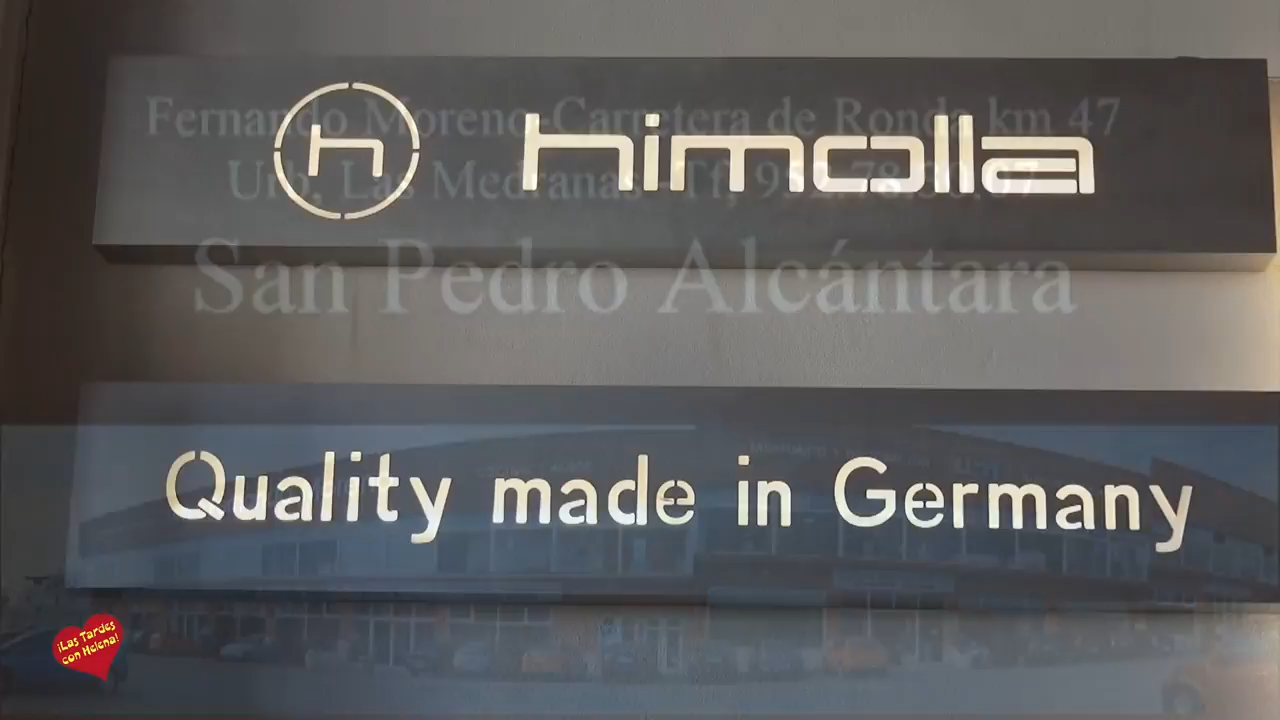 h himolla
Fernando Moreno-Carretera de Ronda km 47
Urb. Las Medranas Tf,
San Pedro Alcántara
Quality made in Germany
¡Las Tardes
con Helena!